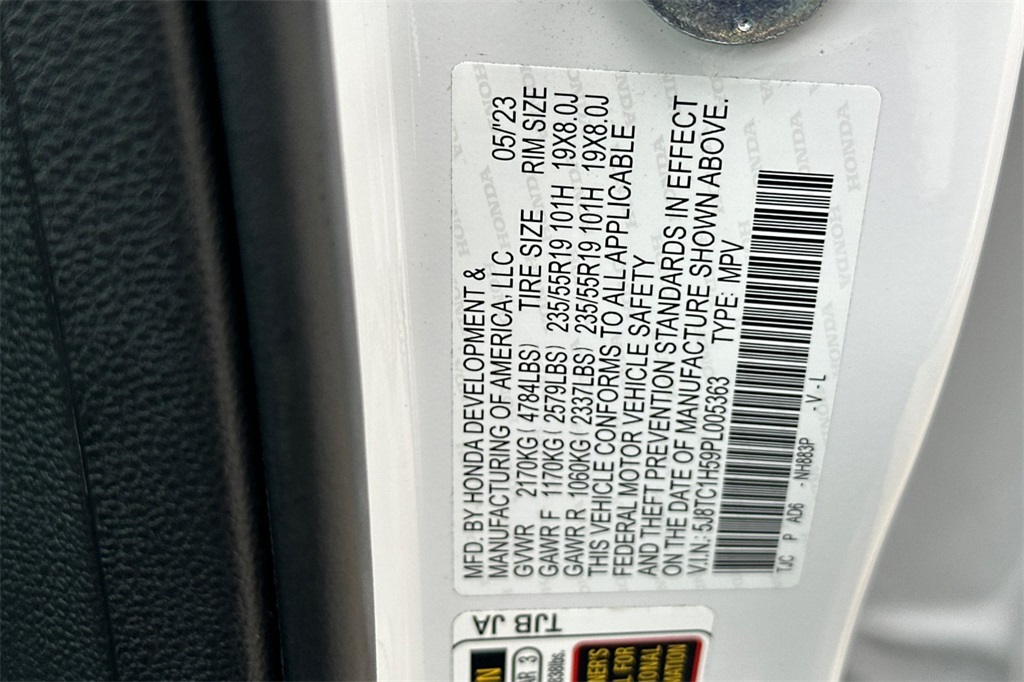 MFD. BY HONDA DEVELOPMENT &
MANUFACTURING OF AMERICA, LLC 05/'23
GVWR 2170KG ( 4784LBS) TIRE SIZE RIM SIZE
GAWR F 1170KG ( 2579LBS) 235/55R19 101H 19X8.0J
GAWR R 1060KG ( 2337LBS) 235/55R19 101H 19X8.0J
THIS VEHICLE CONFORMS TO ALL APPLICABLE
FEDERAL MOTOR VEHICLE SAFETY
AND THEFT PREVENTION STANDARDS IN EFFECT
ON THE DATE OF MANUFACTURE SHOWN ABOVE.
V.I.N.: 5J8TC1H59PL005363 TYPE: MPV
TJC P AD6 - NH883P - V - L
HONDA
TJB JA
AR 3